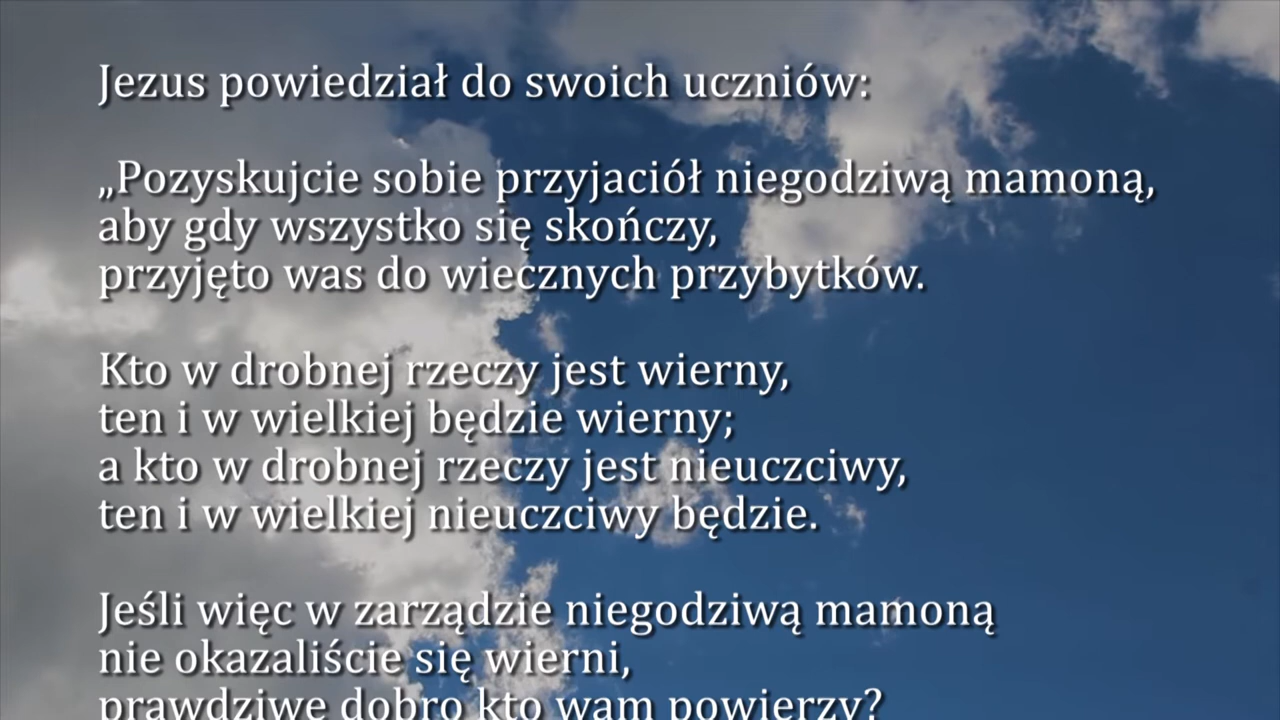 Jezus powiedział do swoich uczniów:
„Pozyskujcie sobie przyjaciół niegodziwą mamoną,
aby gdy wszystko się skończy,
przyjęto was do wiecznych przybytków.
Kto w drobnej rzeczy jest wierny,
ten i w wielkiej będzie wierny;
a kto w drobnej rzeczy jest nieuczciwy,
ten i w wielkiej nieuczciwy będzie.
Jeśli więc w zarządzie niegodziwą mamoną
nie okazaliście się wierni,
prawdziwe dobro kto wam powierzy?